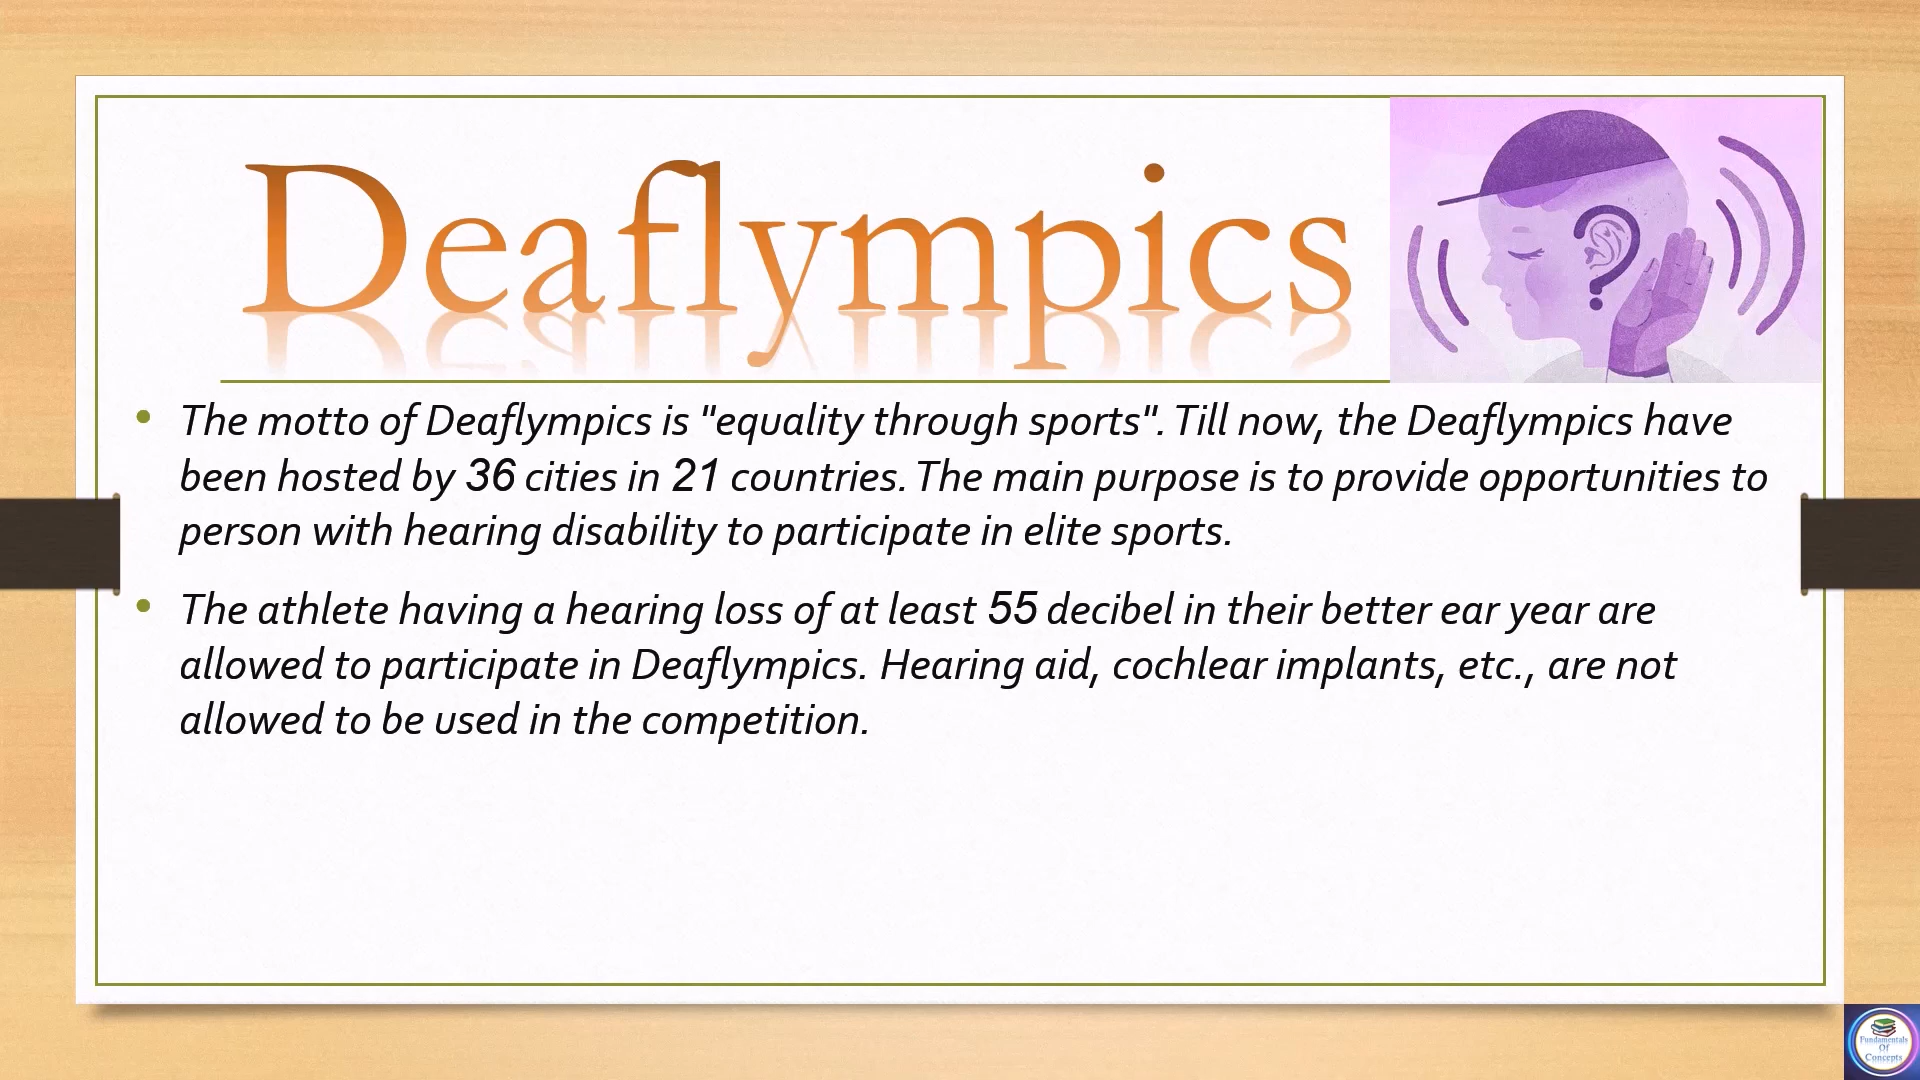 Deaflympics
• The motto of Deaflympics is "equality through sports". Till now, the Deaflympics have
been hosted by 36 cities in 21 countries. The main purpose is to provide opportunities to
person with hearing disability to participate in elite sports.
• The athlete having a hearing loss of at least 55 decibel in their better ear year are
allowed to participate in Deaflympics. Hearing aid, cochlear implants, etc., are not
allowed to be used in the competition.
Fundamentals
Of
Concepts